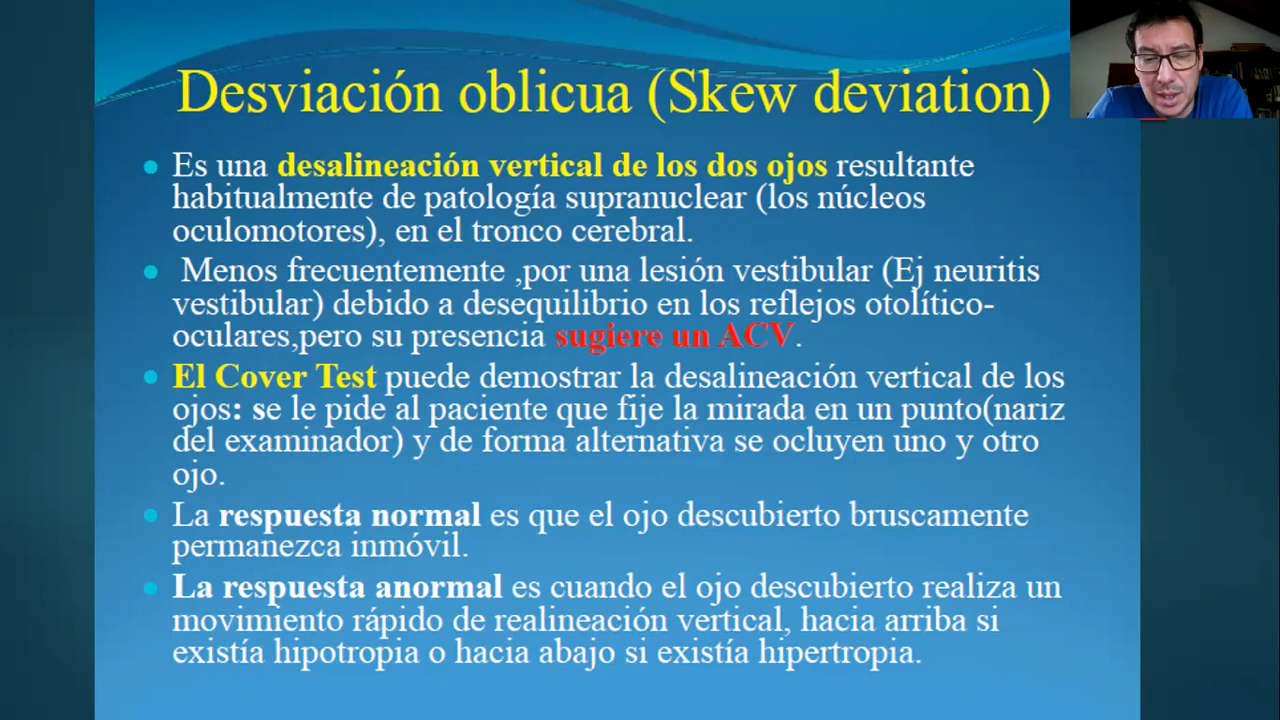 Desviación oblicua (Skew deviation)
Es una desalineación vertical de los dos ojos resultante
habitualmente de patología supranuclear (los núcleos
oculomotores), en el tronco cerebral.
Menos frecuentemente ,por una lesión vestibular (Ej neuritis
vestibular) debido a desequilibrio en los reflejos otolítico-
oculares,pero su presencia sugiere un ACV.
El Cover Test puede demostrar la desalineación vertical de los
ojos: se le pide al paciente que fije la mirada en un punto(nariz
del examinador) y de forma alternativa se ocluyen uno y otro
ojo.
La respuesta normal es que el ojo descubierto bruscamente
permanezca inmóvil.
La respuesta anormal es cuando el ojo descubierto realiza un
movimiento rápido de realineación vertical, hacia arriba si
existía hipotropia o hacia abajo si existía hipertropia.